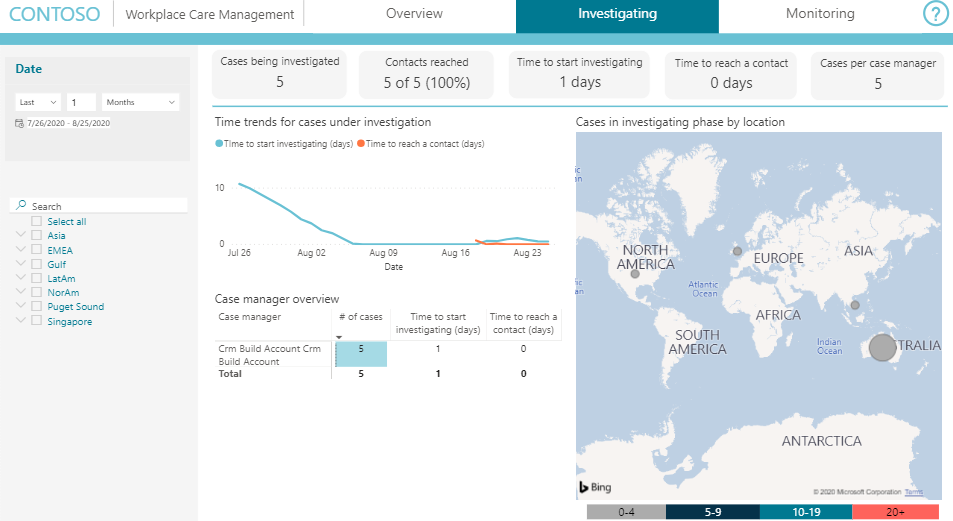 CONTOSO
Workplace Care Management
Overview
Investigating
Monitoring
?
Date
Last
1
Months
7/26/2020 - 8/25/2020
Search
Select all
Asia
EMEA
Gulf
LatAm
NorAm
Puget Sound
Singapore
Cases being investigated
5
Contacts reached
5 of 5 (100%)
Time to start investigating
1 days
Time to reach a contact
0 days
Cases per case manager
5
Time trends for cases under investigation
Time to start investigating (days) Time to reach a contact (days)
10
0
Jul 26 Aug 02 Aug 09 Aug 16 Aug 23
Date
Case manager overview
Case manager
# of cases
Time to start
investigating (days)
Time to reach a
contact (days)
Crm Build Account Crm
Build Account
5 1 0
Total 5 1 0
Cases in investigating phase by location
ic
an
NORTH
AMERICA
EUROPE
ASIA
Atlantic
Ocean
ic
an
AFRICA
SOUTH
AMERICA
Indian
Ocean
TRALIA
ANTARCTICA
Bing
© 2020 Microsoft Corporation Terms
0-4 5-9 10-19 20+